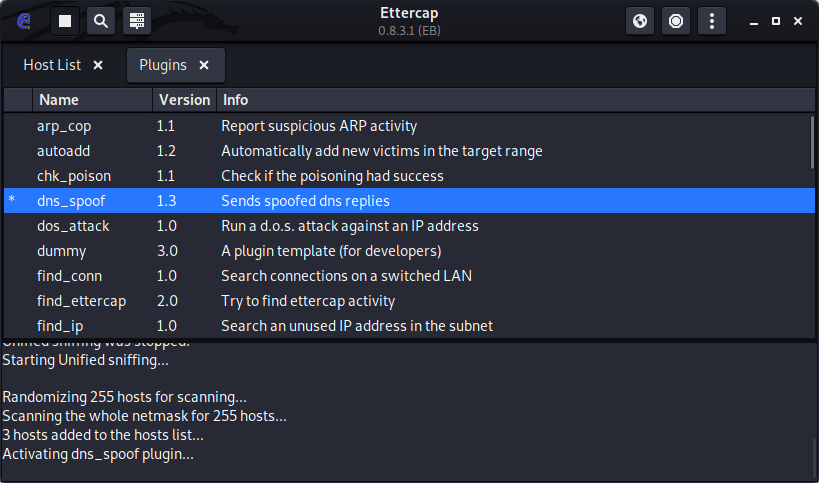 Ettercap
0.8.3.1 (EB)
Host List
Plugins
Name Version Info
arp_cop 1.1 Report suspicious ARP activity
autoadd 1.2 Automatically add new victims in the target range
chk_poison 1.1 Check if the poisoning had success
* dns_spoof 1.3 Sends spoofed dns replies
dos_attack 1.0 Run a d.o.s. attack against an IP address
dummy 3.0 A plugin template (for developers)
find_conn 1.0 Search connections on a switched LAN
find_ettercap 2.0 Try to find ettercap activity
find_ip 1.0 Search an unused IP address in the subnet
Unified sniffing was stopped.
Starting Unified sniffing...
Randomizing 255 hosts for scanning...
Scanning the whole netmask for 255 hosts...
3 hosts added to the hosts list...
Activating dns_spoof plugin...